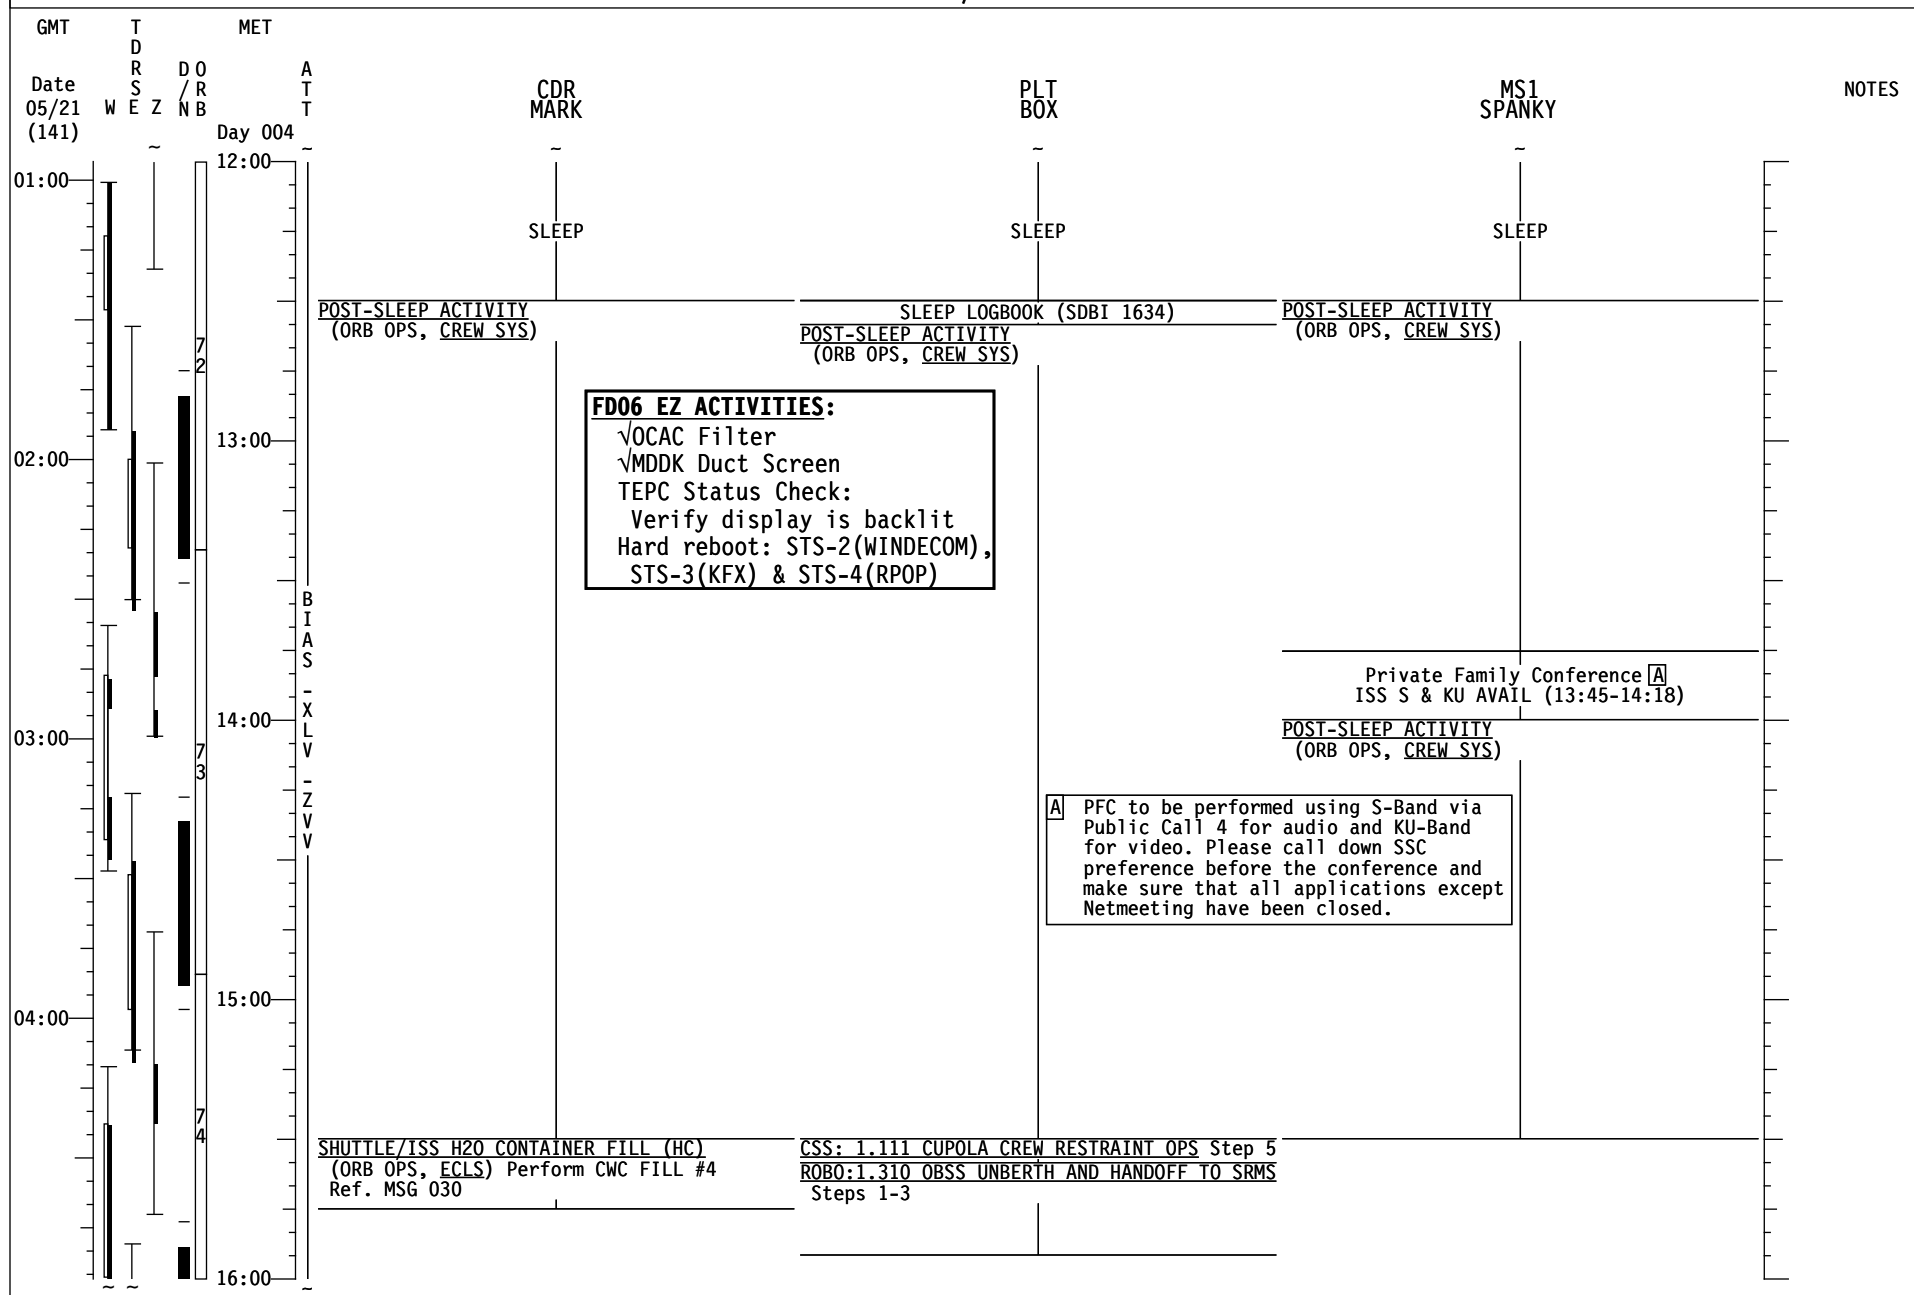 GMT
T
D
R
S
MET
D
/
N
O
R
B
A
T
T
Date
05/21
(141)
W E Z
Day 004
CDR
MARK
PLT
BOX
MS1
SPANKY
NOTES
~ ~ ~ ~ ~
12:00
01:00
SLEEP SLEEP SLEEP
POST-SLEEP ACTIVITY
(ORB OPS, CREW SYS)
SLEEP LOGBOOK (SDBI 1634)
POST-SLEEP ACTIVITY
(ORB OPS, CREW SYS)
POST-SLEEP ACTIVITY
(ORB OPS, CREW SYS)
7
2
FD06 EZ ACTIVITIES:
√OCAC Filter
√MDDK Duct Screen
TEPC Status Check:
Verify display is backlit
Hard reboot: STS-2(WINDECOM),
STS-3(KFX) & STS-4(RPOP)
13:00
02:00
B
I
A
S
-
X
L
V
-
Z
V
V
Private Family Conference A
ISS S & KU AVAIL (13:45-14:18)
14:00
03:00
POST-SLEEP ACTIVITY
(ORB OPS, CREW SYS)
7
3
A PFC to be performed using S-Band via
Public Call 4 for audio and KU-Band
for video. Please call down SSC
preference before the conference and
make sure that all applications except
Netmeeting have been closed.
15:00
04:00
7
4
SHUTTLE/ISS H2O CONTAINER FILL (HC)
(ORB OPS, ECLS) Perform CWC FILL #4
Ref. MSG 030
CSS: 1.111 CUPOLA CREW RESTRAINT OPS Step 5
ROBO:1.310 OBSS UNBERTH AND HANDOFF TO SRMS
Steps 1-3
16:00
~ ~ ~